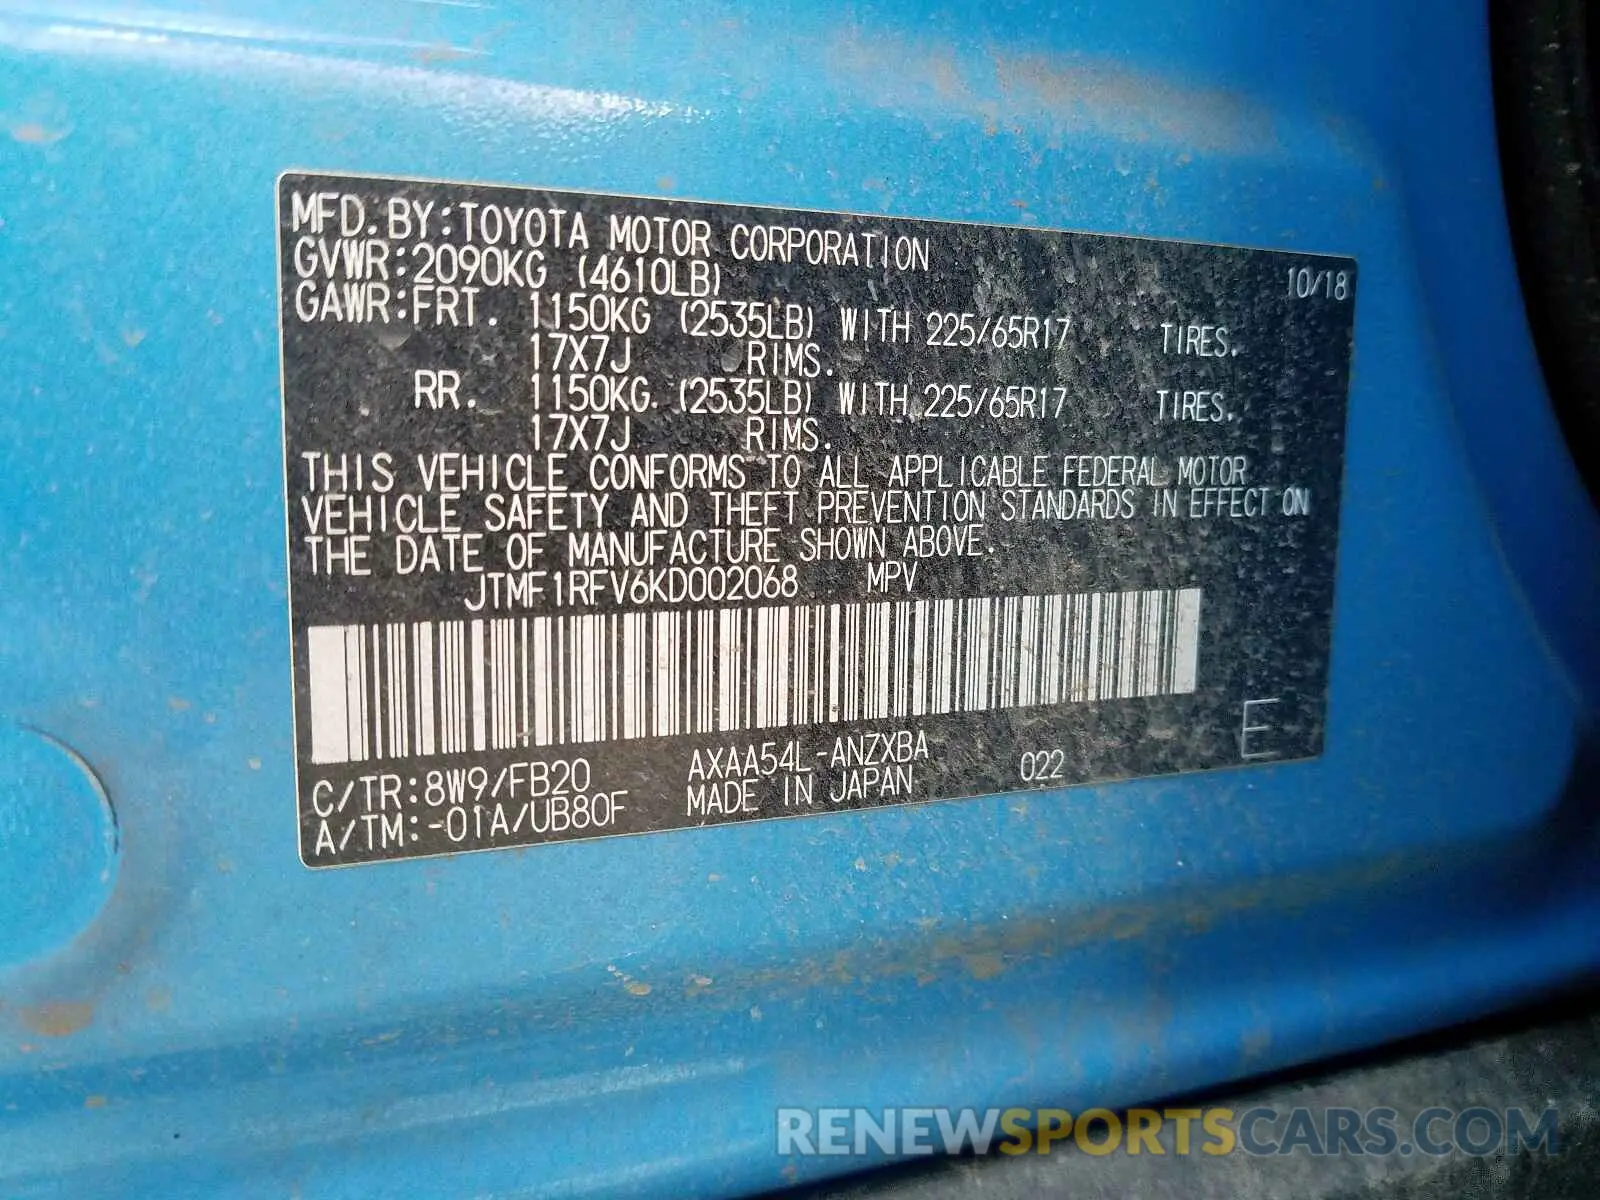 MFD. BY: TOYOTA MOTOR CORPORATION 10/18
GVWR: 2090KG (4610LB)
GAWR: FRT. 1150KG (2535LB) WITH 225/65R17 TIRES.
17X7J RIMS.
RR. 1150KG (2535LB) WITH 225/65R17 TIRES.
17X7J RIMS.
THIS VEHICLE CONFORMS TO ALL APPLICABLE FEDERAL MOTOR
VEHICLE SAFETY AND THEFT PREVENTION STANDARDS IN EFFECT ON
THE DATE OF MANUFACTURE SHOWN ABOVE.
JTMF1RFV6KD002068 MPV
C/TR: 8W9/FB20 AXAA54L-ANZXBA 022 E
A/TM: -01A/UB80F MADE IN JAPAN
RENEWSPORTSCARS.COM